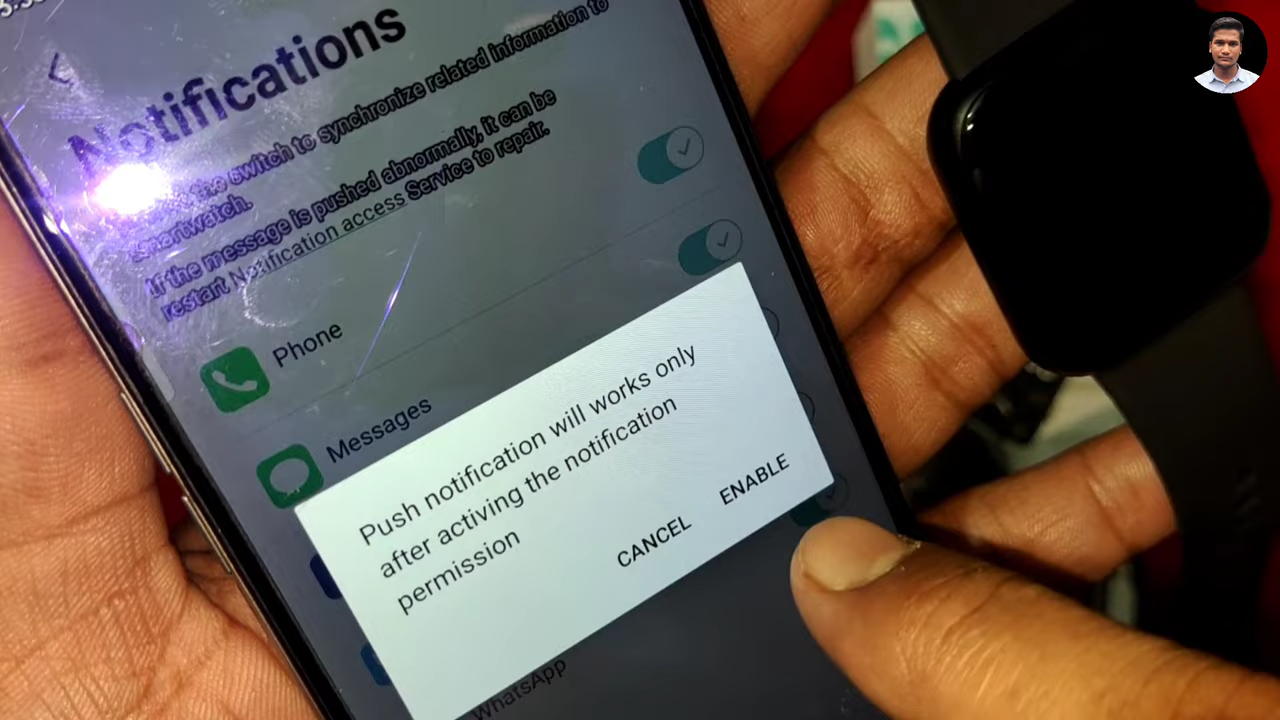 Notifications
the switch to synchronize related information to
smartwatch.
If the message is pushed abnormally, it can be
restart Notification access Service to repair.
Phone
Messages
Push notification will works only
after activing the notification
permission
CANCEL ENABLE
WhatsApp